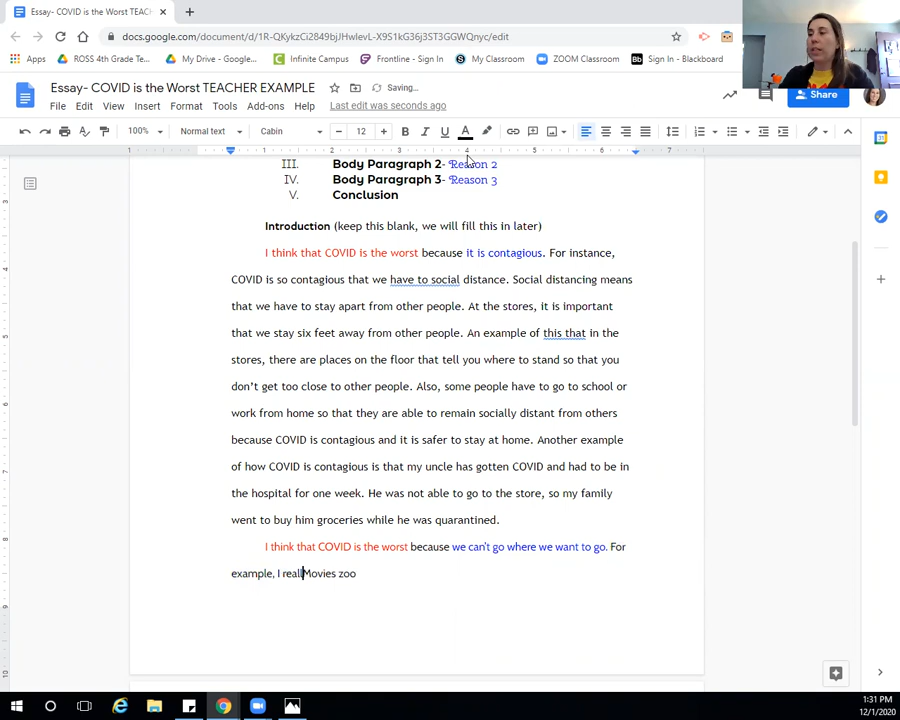 Essay- COVID is the Worst TEACH
docs.google.com/document/d/1R-QKykzCi2849bjJHwlevL-X9S1kG36j3ST3GGWQnyc/edit
Apps ROSS 4th Grade Te... My Drive - Google... Infinite Campus Frontline - Sign In My Classroom ZOOM Classroom Bb Sign In - Blackboard
Essay- COVID is the Worst TEACHER EXAMPLE Saving...
File Edit View Insert Format Tools Add-ons Help Last edit was seconds ago
Share
100% Normal text Cabin 12 B I U A
1 1 2 3 4 5 6 7
III. Body Paragraph 2- Reason 2
IV. Body Paragraph 3- Reason 3
V. Conclusion
Introduction (keep this blank, we will fill this in later)
I think that COVID is the worst because it is contagious. For instance,
COVID is so contagious that we have to social distance. Social distancing means
that we have to stay apart from other people. At the stores, it is important
that we stay six feet away from other people. An example of this that in the
stores, there are places on the floor that tell you where to stand so that you
don't get too close to other people. Also, some people have to go to school or
work from home so that they are able to remain socially distant from others
because COVID is contagious and it is safer to stay at home. Another example
of how COVID is contagious is that my uncle has gotten COVID and had to be in
the hospital for one week. He was not able to go to the store, so my family
went to buy him groceries while he was quarantined.
I think that COVID is the worst because we can't go where we want to go. For
example, I reall Movies zoo
1:31 PM
12/1/2020